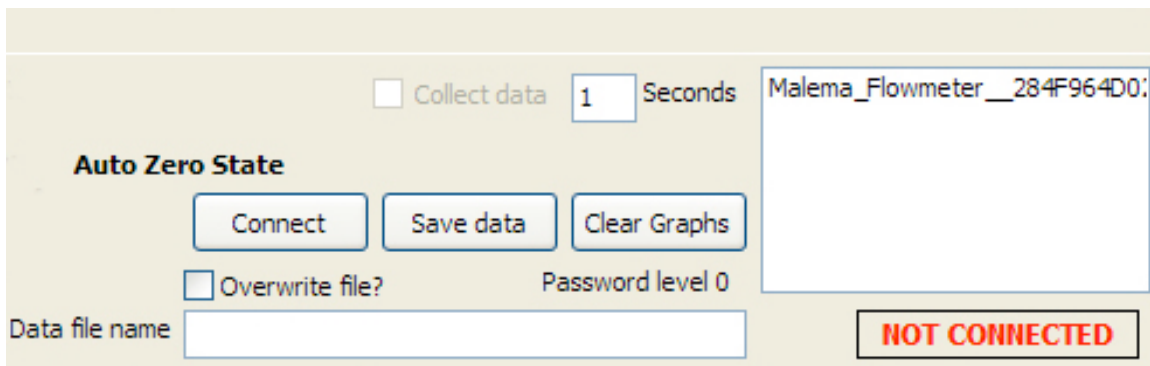 Collect data 1 Seconds
Malema_Flowmeter__284F964D02
Auto Zero State
Connect Save data Clear Graphs
Overwrite file? Password level 0
Data file name
NOT CONNECTED